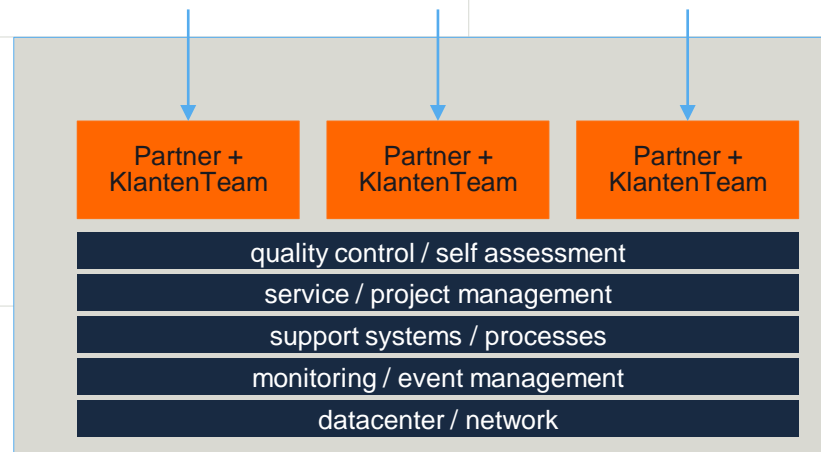 Partner +
KlantenTeam
Partner +
KlantenTeam
Partner +
KlantenTeam
quality control / self assessment
service / project management
support systems / processes
monitoring / event management
datacenter / network